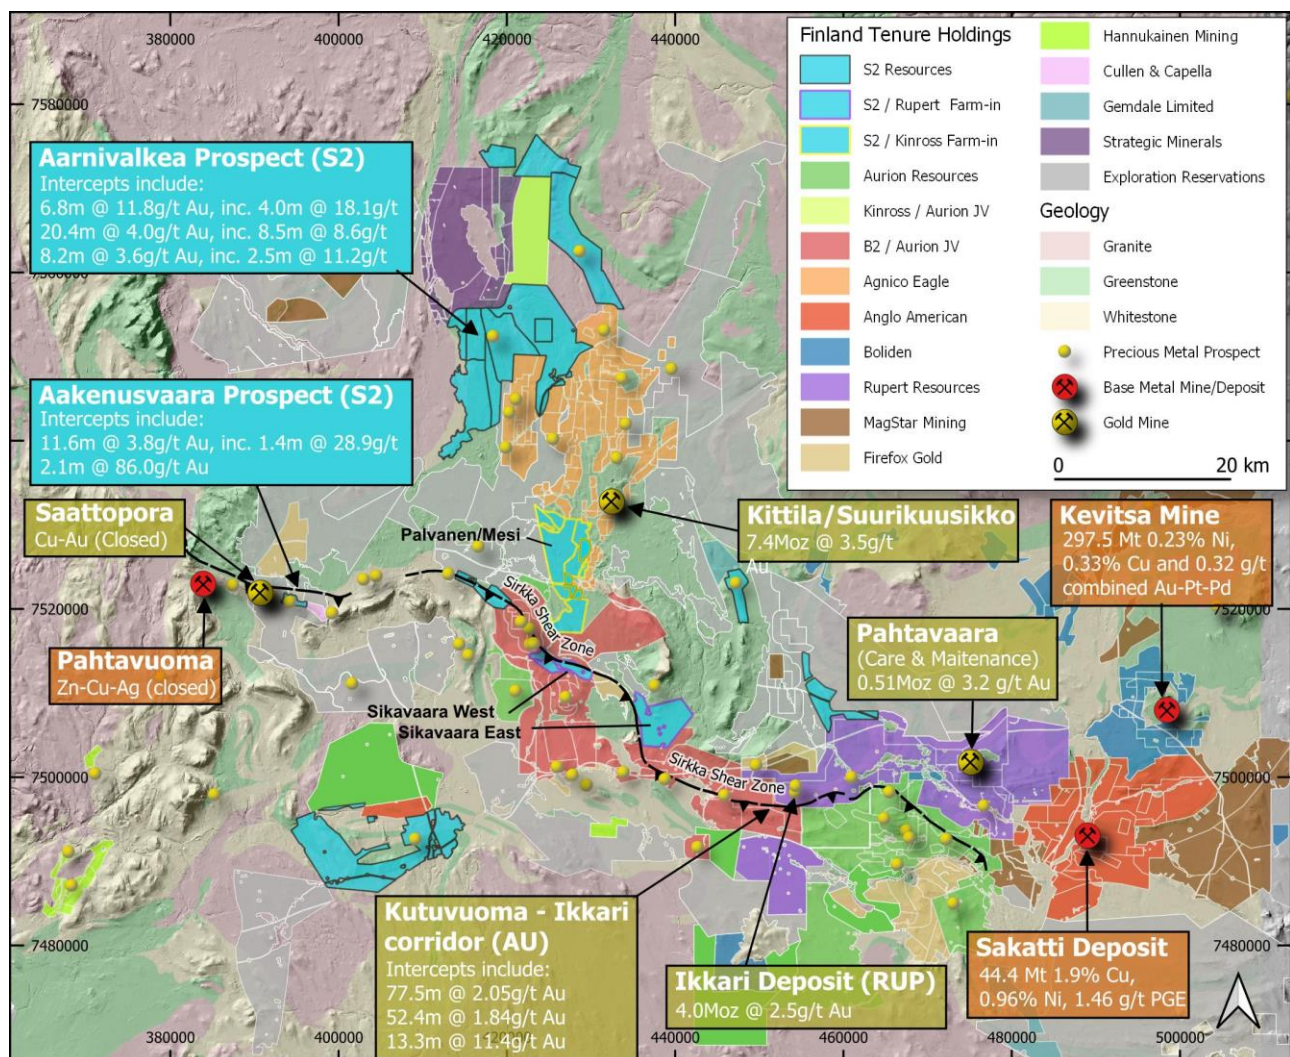 380000
400000
420000
440000
7580000
Aarnivalkea Prospect (S2)
Intercepts include:
6.8m @ 11.8g/t Au, inc. 4.0m @ 18.1g/t
20.4m @ 4.0g/t Au, inc. 8.5m @ 8.6g/t
8.2m @ 3.6g/t Au, inc. 2.5m @ 11.2g/t
Aakenusvaara Prospect (S2)
Intercepts include:
11.6m @ 3.8g/t Au, inc. 1.4m @ 28.9g/t
2.1m @ 86.0g/t Au
Finland Tenure Holdings
S2 Resources
S2 / Rupert Farm-in
S2 / Kinross Farm-in
Aurion Resources
Kinross / Aurion JV
B2 / Aurion JV
Agnico Eagle
Anglo American
Boliden
Rupert Resources
MagStar Mining
Firefox Gold
Hannukainen Mining
Cullen & Capella
Gemdale Limited
Strategic Minerals
Exploration Reservations
Geology
Granite
Greenstone
Whitestone
Precious Metal Prospect
Base Metal Mine/Deposit
Gold Mine
0
20 km
Saattopora
Cu-Au (Closed)
Palvanen/Mesi
Kittila/Suurikuusikko
7.4Moz @ 3.5g/t
Au
Kevitsa Mine
297.5 Mt 0.23% Ni,
0.33% Cu and 0.32 g/t
combined Au-Pt-Pd
7520000
7520000
Sirkka Shear Zone
Pahtavuoma
Zn-Cu-Ag (closed)
Pahtavaara
(Care & Maitenance)
0.51Moz @ 3.2 g/t Au
Sikavaara West
Sikavaara East
Sirkka Shear Zone
7500000
7500000
Kutuvuoma - Ikkari
corridor (AU)
Intercepts include:
77.5m @ 2.05g/t Au
52.4m @ 1.84g/t Au
13.3m @ 11.4g/t Au
Ikkari Deposit (RUP)
4.0Moz @ 2.5g/t Au
Sakatti Deposit
44.4 Mt 1.9% Cu,
0.96% Ni, 1.46 g/t PGE
7480000
7480000
380000
400000
440000
460000
480000
500000